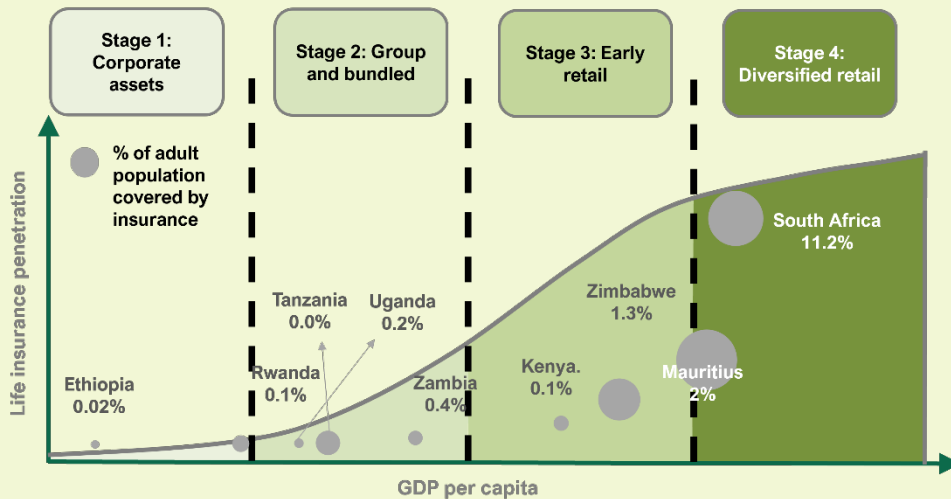 Stage 1:
Corporate
assets
Stage 2: Group
and bundled
Stage 3: Early
retail
Stage 4:
Diversified retail
% of adult
population
covered by
insurance
Life insurance penetration
South Africa
11.2%
Zimbabwe
1.3%
Tanzania
0.0%
Uganda
0.2%
Ethiopia
0.02%
Rwanda
0.1%
Zambia
0.4%
Kenya.
0.1%
Mauritius
2%
GDP per capita